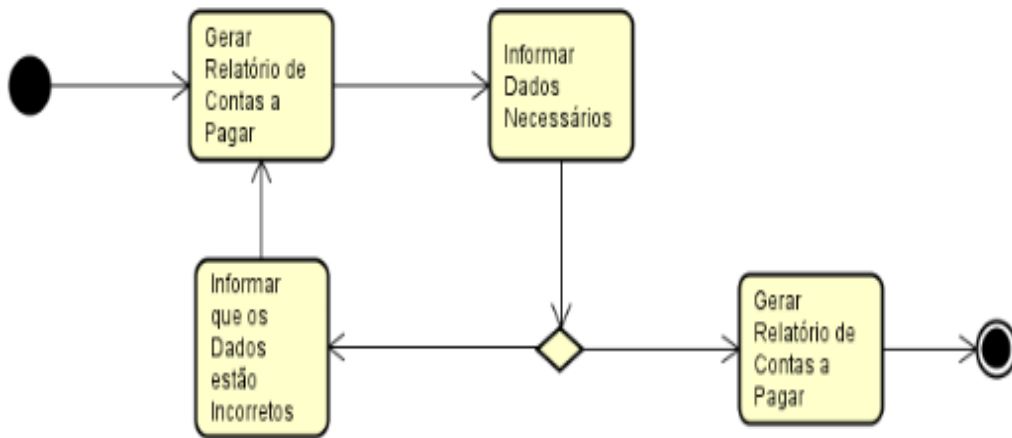 Gerar
Relatório de
Contas a
Pagar
Informar
Dados
Necessários
Informar
que os
Dados
estão
Incorretos
Gerar
Relatório de
Contas a
Pagar